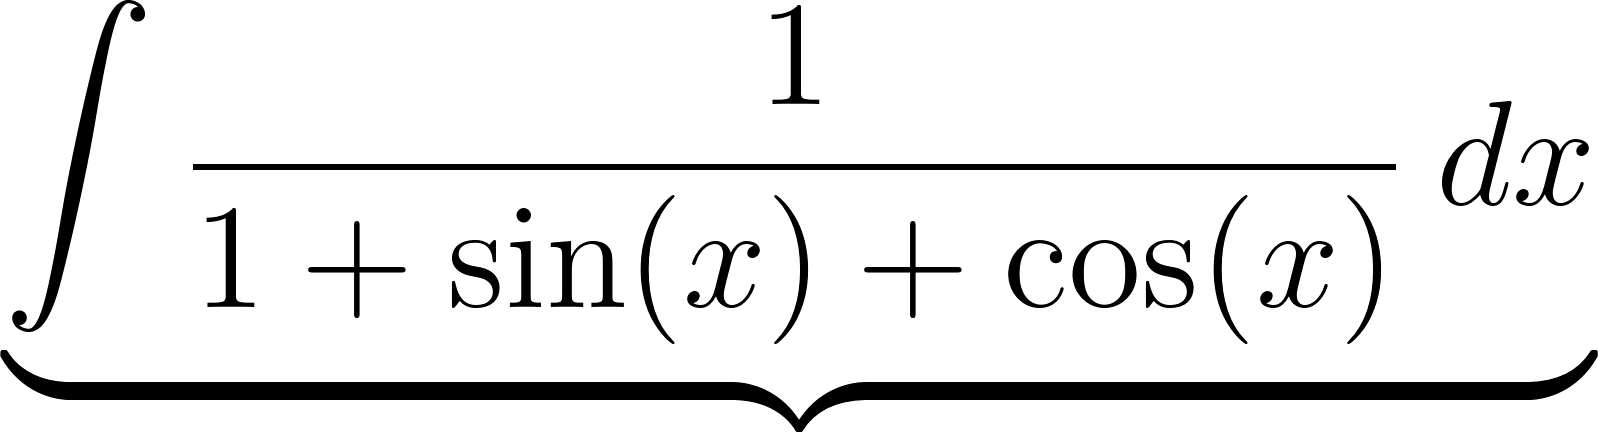 ∫ 1/(1 + sin(x) + cos(x)) dx